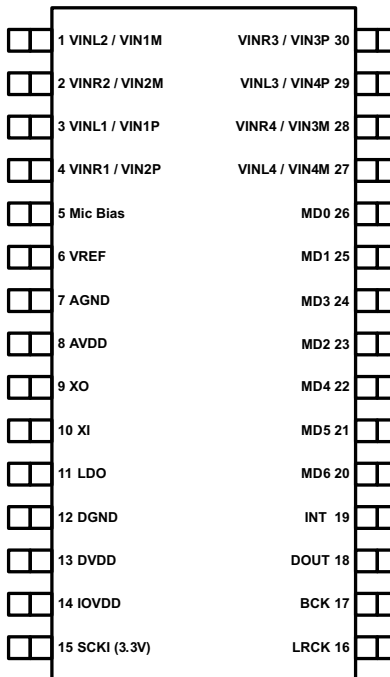 1 VINL2 / VIN1M
VINR3 / VIN3P 30
2 VINR2 / VIN2M
VINL3 / VIN4P 29
3 VINL1 / VIN1P
VINR4 / VIN3M 28
4 VINR1 / VIN2P
VINL4 / VIN4M 27
5 Mic Bias
MD0 26
6 VREF
MD1 25
7 AGND
MD3 24
8 AVDD
MD2 23
9 XO
MD4 22
10 XI
MD5 21
11 LDO
MD6 20
12 DGND
INT 19
13 DVDD
DOUT 18
14 IOVDD
BCK 17
15 SCKI (3.3V)
LRCK 16